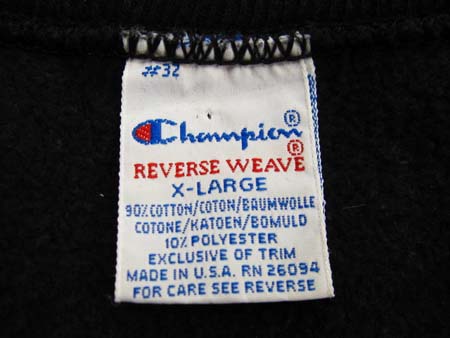 #32
Champion®
REVERSE WEAVE®
X-LARGE
90% COTTON/COTON/BAUMWOLLE
COTONE/KATOEN/BOMULD
10% POLYESTER
EXCLUSIVE OF TRIM
MADE IN U.S.A. RN 26094
FOR CARE SEE REVERSE